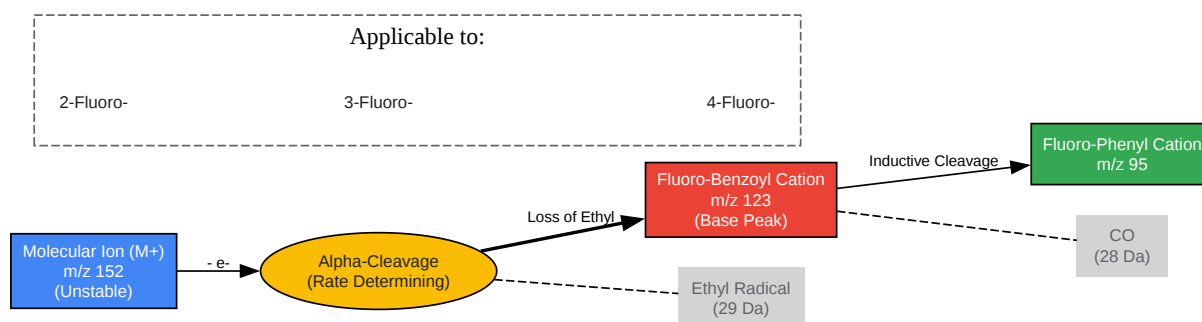 Applicable to:
2-Fluoro-
3-Fluoro-
4-Fluoro-
Molecular Ion (M+)
m/z 152
(Unstable)
- e-
Alpha-Cleavage
(Rate Determining)
Loss of Ethyl
Ethyl Radical
(29 Da)
Fluoro-Benzoyl Cation
m/z 123
(Base Peak)
Inductive Cleavage
Fluoro-Phenyl Cation
m/z 95
CO
(28 Da)